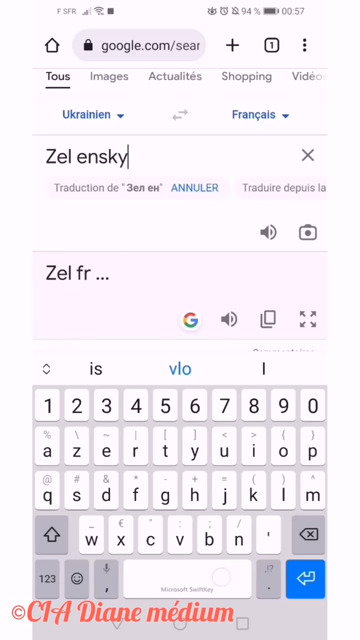 F SFR 94 % 00:57
google.com/sear 1
Tous Images Actualités Shopping Vidé
Ukrainien Français
Zel ensky
Traduction de "Зел ен" ANNULER Traduire depuis la
Zel fr ...
is vlo I
1 2 3 4 5 6 7 8 9 0
% \ ~ | [ ] < > { }
a z e r t y u i o p
@ # & * - + = ( ) ^
q s d f g h j k l m
_ € " : ; , ?
w x c v b n '
123 , . ,!?
Microsoft SwiftKey
©CIA Diane médium